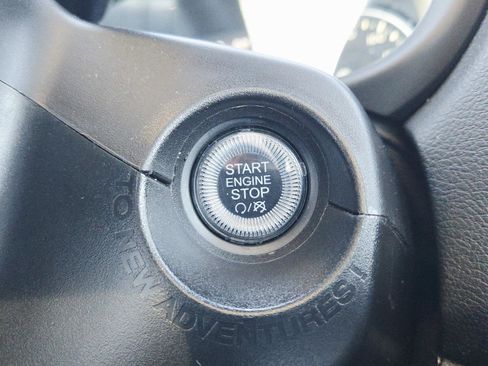 START
ENGINE
STOP
TO NEW ADVENTURES!